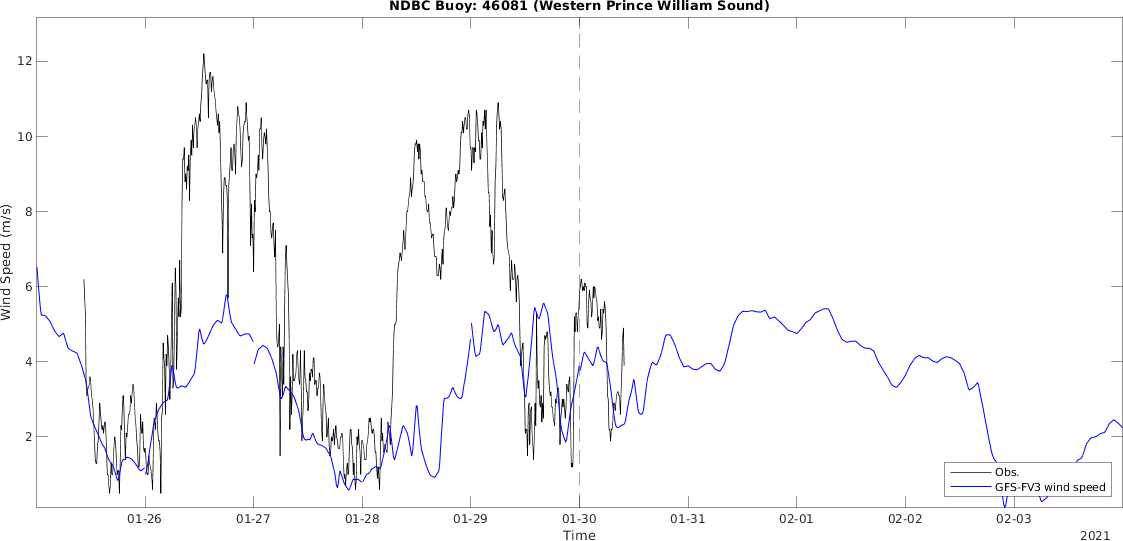 NDBC Buoy: 46081 (Western Prince William Sound)
Wind Speed (m/s)
12
10
8
6
4
2
Obs.
GFS-FV3 wind speed
01-26 01-27 01-28 01-29 01-30 01-31 02-01 02-02 02-03
Time
2021